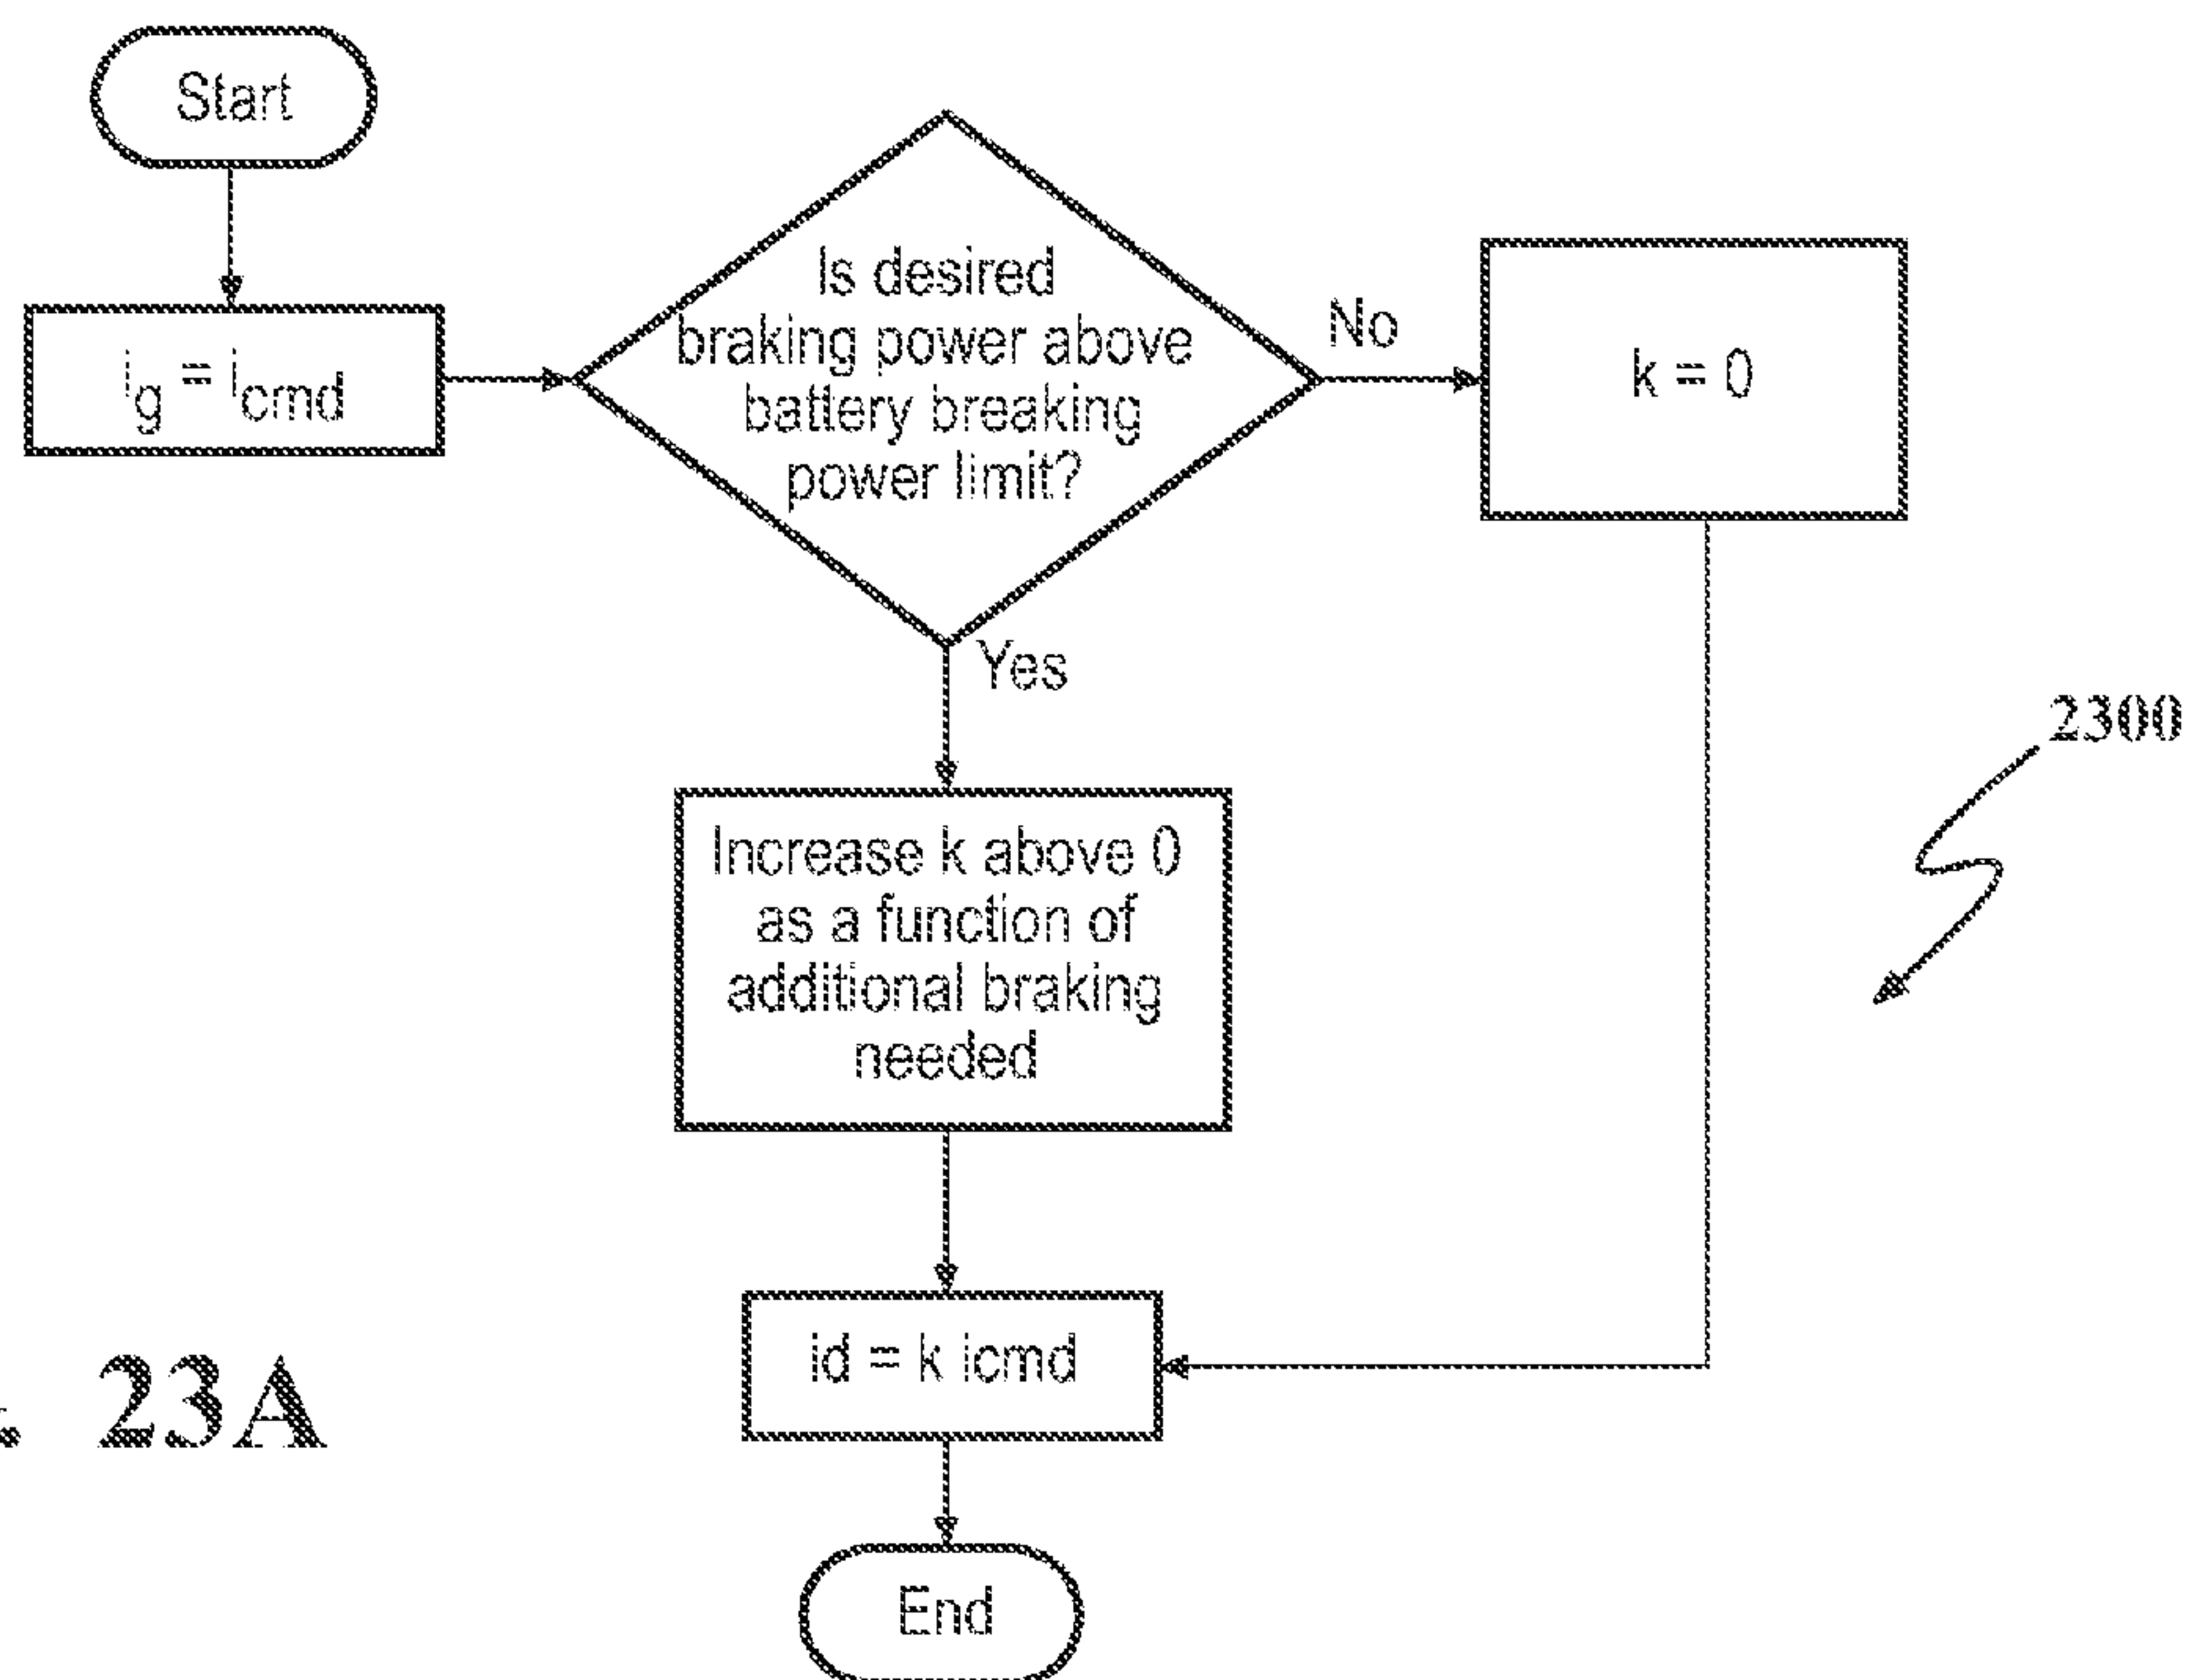 Start
ig = icmd
Is desired
braking power above
battery breaking
power limit?
No
k = 0
Yes
2300
Increase k above 0
as a function of
additional braking
needed
id = k icmd
23A
End